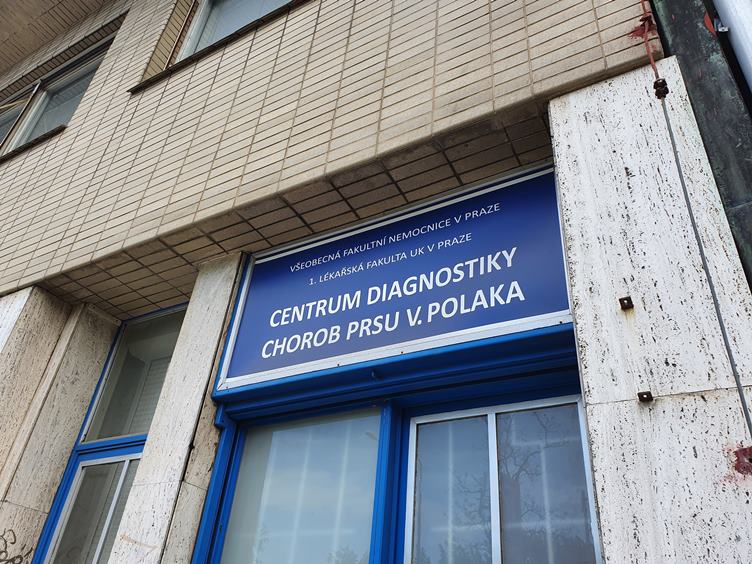 VŠEOBECNÁ FAKULTNÍ NEMOCNICE V PRAZE
1. LÉKAŘSKÁ FAKULTA UK V PRAZE
CENTRUM DIAGNOSTIKY
CHOROB PRSU V. POLAKA